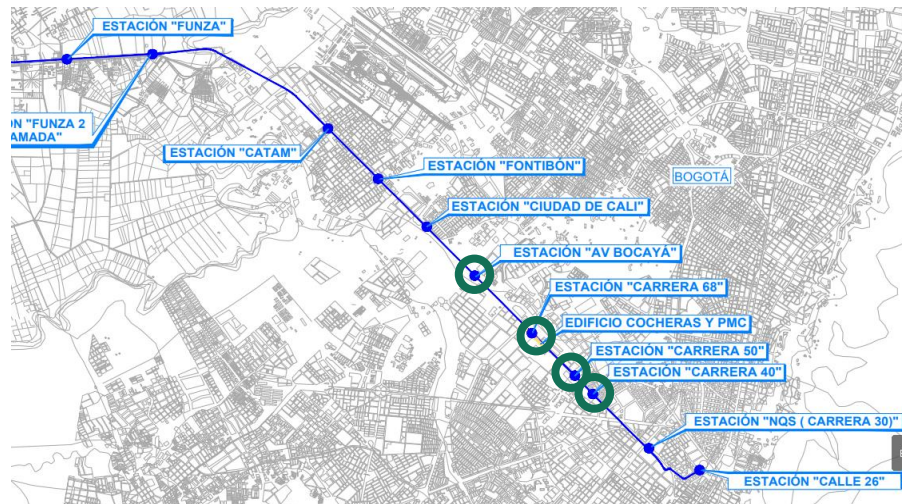 ESTACIÓN "FUNZA"
ÓN "FUNZA 2
AMADA"
ESTACIÓN "CATAM"
ESTACIÓN "FONTIBÓN"
BOGOTÁ
ESTACIÓN "CIUDAD DE CALI"
ESTACIÓN "AV BOCAYÁ"
ESTACIÓN "CARRERA 68"
EDIFICIO COCHERAS Y PMC
ESTACIÓN "CARRERA 50"
ESTACIÓN "CARRERA 40"
ESTACIÓN "NQS ( CARRERA 30)"
ESTACIÓN "CALLE 26"